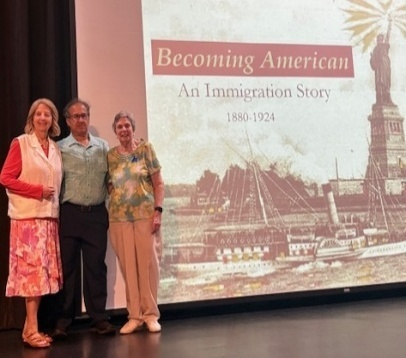 Becoming American
An Immigration Story
1880-1924